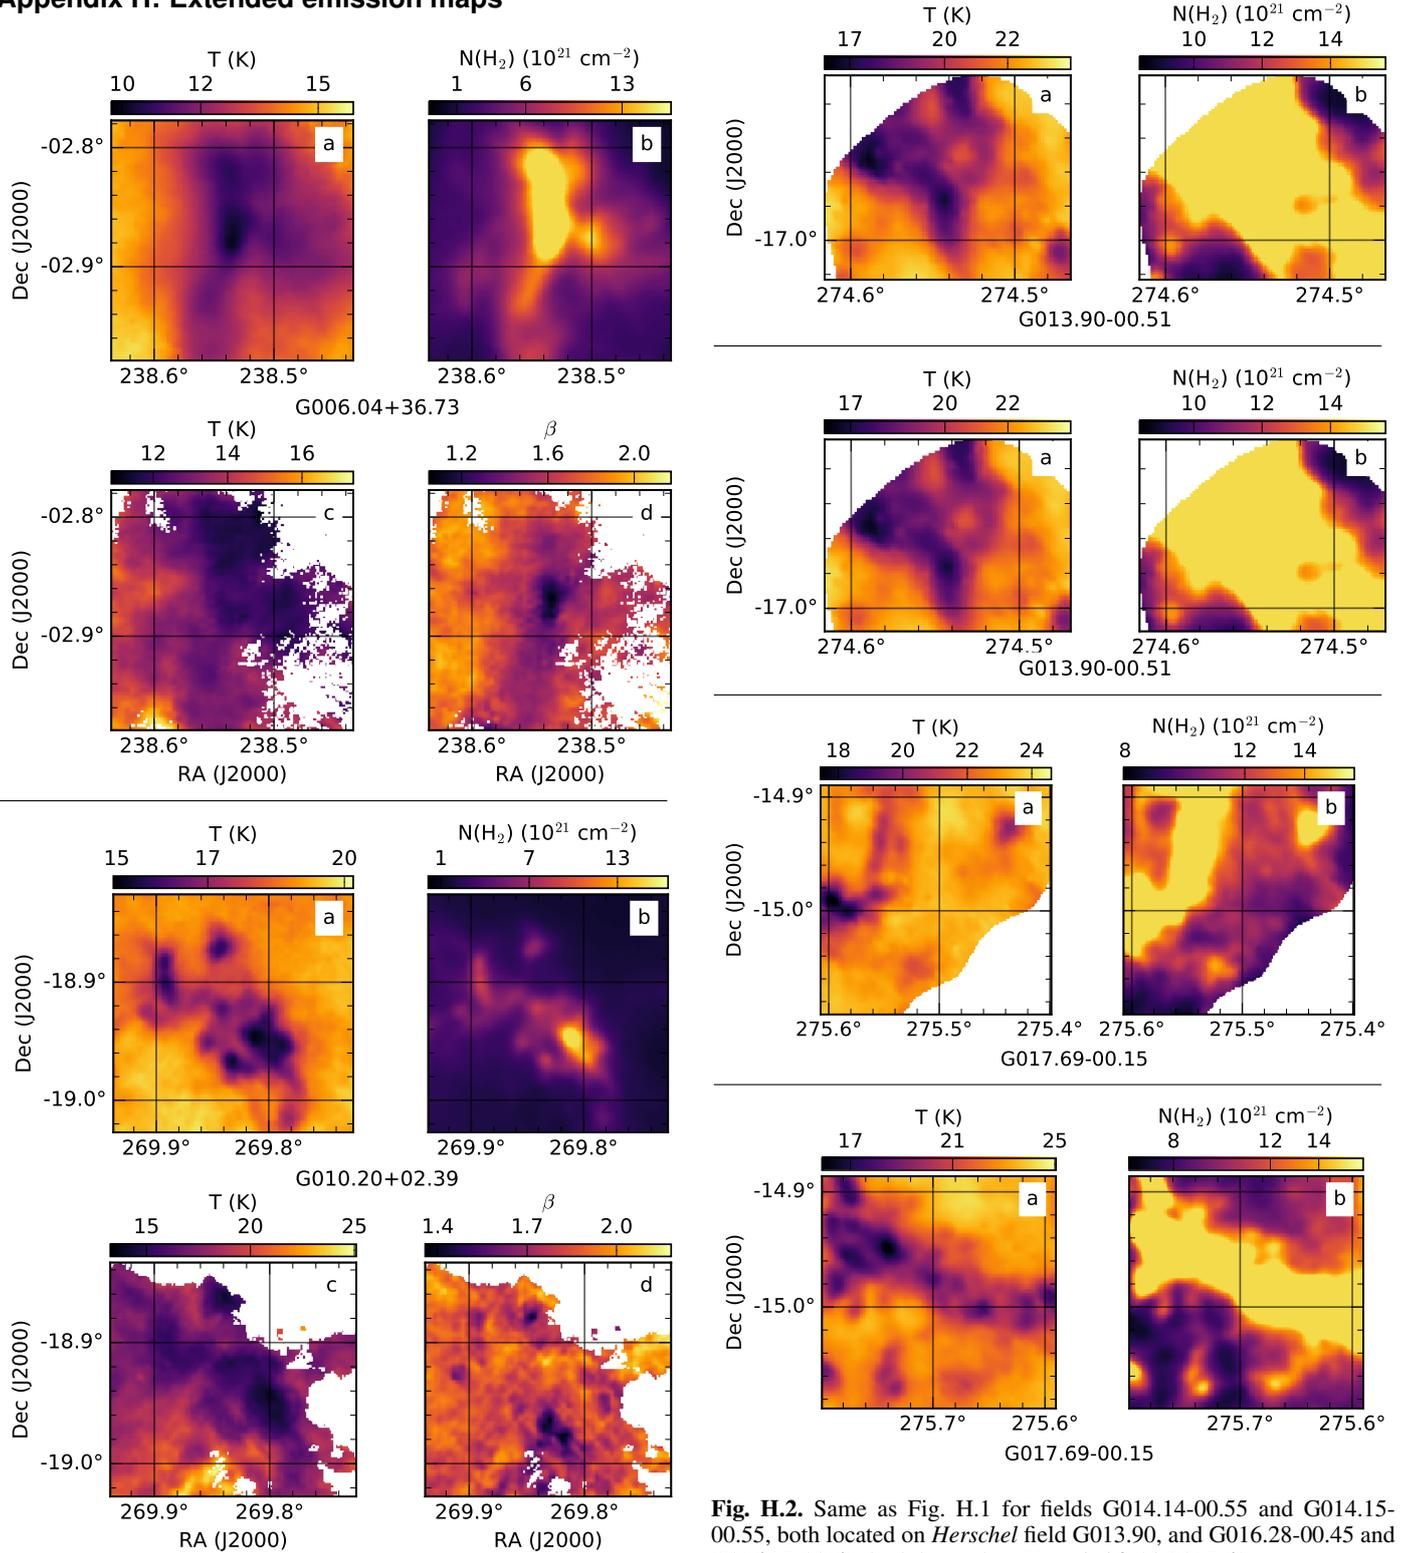 Appendix H: Extended emission maps
T (K)
10 12 15
N(H₂) (10²¹ cm⁻²)
1 6 13
a
b
Dec (J2000)
-02.8°
-02.9°
238.6° 238.5°
238.6° 238.5°
G006.04+36.73
T (K)
12 14 16
β
1.2 1.6 2.0
c
d
Dec (J2000)
-02.8°
-02.9°
238.6° 238.5°
238.6° 238.5°
RA (J2000)
RA (J2000)
T (K)
15 17 20
N(H₂) (10²¹ cm⁻²)
1 7 13
a
b
Dec (J2000)
-18.9°
-19.0°
269.9° 269.8°
269.9° 269.8°
G010.20+02.39
T (K)
15 20 25
β
1.4 1.7 2.0
c
d
Dec (J2000)
-18.9°
-19.0°
269.9° 269.8°
269.9° 269.8°
RA (J2000)
RA (J2000)
T (K)
17 20 22
N(H₂) (10²¹ cm⁻²)
10 12 14
a
b
Dec (J2000)
-17.0°
274.6° 274.5°
274.6° 274.5°
G013.90-00.51
T (K)
17 20 22
N(H₂) (10²¹ cm⁻²)
10 12 14
a
b
Dec (J2000)
-17.0°
274.6° 274.5°
274.6° 274.5°
G013.90-00.51
T (K)
18 20 22 24
N(H₂) (10²¹ cm⁻²)
8 12 14
a
b
Dec (J2000)
-14.9°
-15.0°
275.6° 275.5° 275.4°
275.6° 275.5° 275.4°
G017.69-00.15
T (K)
17 21 25
N(H₂) (10²¹ cm⁻²)
8 12 14
a
b
Dec (J2000)
-14.9°
-15.0°
275.7° 275.6°
275.7° 275.6°
G017.69-00.15
Fig. H.2. Same as Fig. H.1 for fields G014.14-00.55 and G014.15-
00.55, both located on Herschel field G013.90, and G016.28-00.45 and